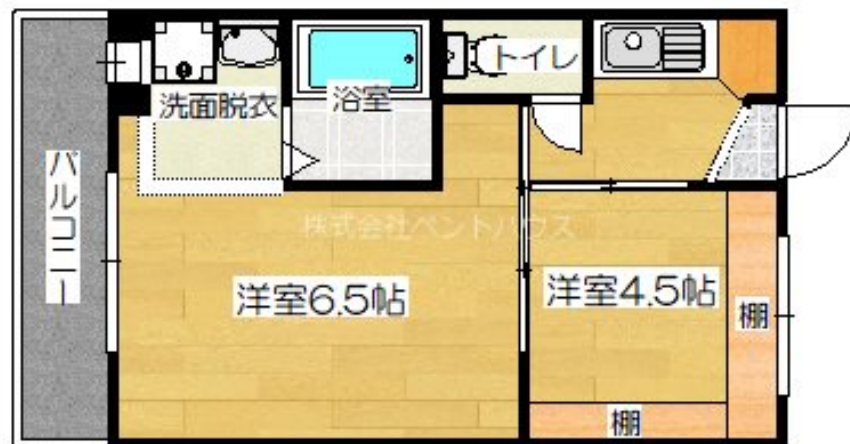 トイレ
洗面脱衣
浴室
バルコニー
株式会社ペントハウス
洋室6.5帖
洋室4.5帖
棚
棚